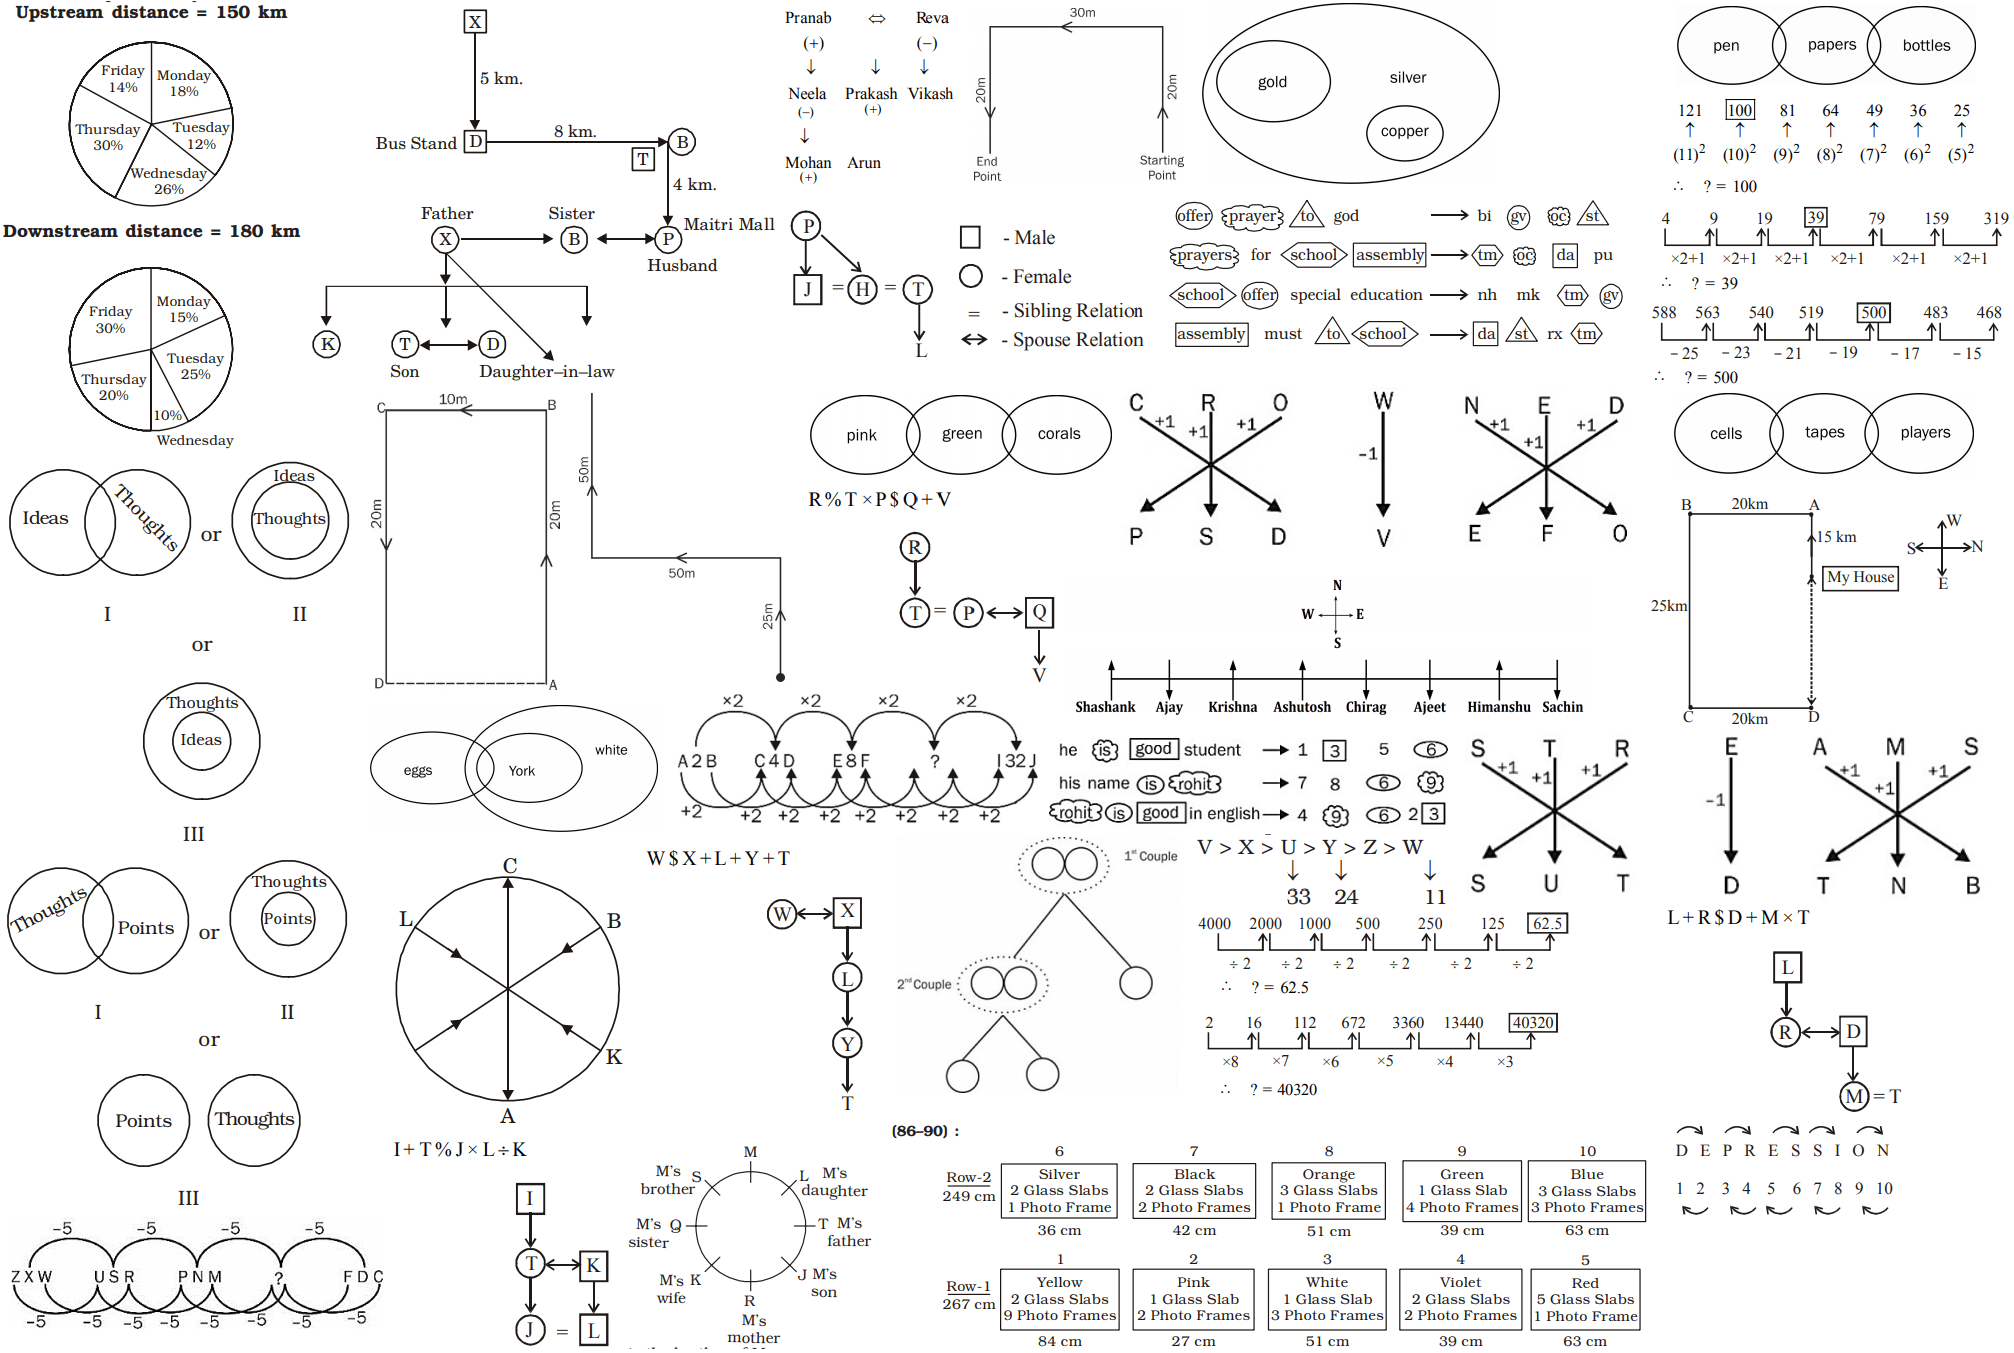 Upstream distance = 150 km
Friday
14%
Monday
18%
Thursday
30%
Tuesday
12%
Wednesday
26%
Downstream distance = 180 km
Friday
30%
Monday
15%
Tuesday
25%
Thursday
20%
10%
Wednesday
Ideas
Thoughts
or
Ideas
Thoughts
I
II
or
Thoughts
Ideas
III
Thoughts
Points
or
Thoughts
Points
I
II
or
Points
Thoughts
III
-5 -5 -5 -5
ZXW USR PNM ? FDC
-5 -5 -5 -5 -5 -5 -5 -5
X
5 km.
Bus Stand D
8 km.
B
T
4 km.
Maitri Mall
Father
Sister
X
B
P
Husband
K
T
D
Son
Daughter–in–law
C 10m B
20m
20m
D
A
50m
50m
25m
eggs
York
white
×2 ×2 ×2 ×2
A2B C4D E8F ? I32J
+2 +2 +2 +2 +2 +2 +2 +2
C
L
B
K
A
W$X+L+Y+T
W
X
L
Y
T
I+T%J×L÷K
I
T
K
J = L
M
M's brother S
L M's daughter
M's sister Q
T M's father
M's wife K
J M's son
R
M's mother
Pranab ⇔ Reva
(+) (−)
↓ ↓ ↓
Neela Prakash Vikash
(−) (+)
↓
Mohan Arun
(+)
30m
20m
20m
End Point
Starting Point
P
J = H = T
L
- Male
- Female
= - Sibling Relation
↔ - Spouse Relation
pink
green
corals
R%T×P$Q+V
R
T = P
Q
V
gold
silver
copper
offer prayer to god → bi gv oc st
prayers for school assembly → tm oc da pu
school offer special education → nh mk tm gv
assembly must to school → da st rx tm
C R O
+1 +1 +1
P S D
W
-1
V
N E D
+1 +1 +1
E F O
N
W E
S
Shashank Ajay Krishna Ashutosh Chirag Ajeet Himanshu Sachin
he is good student → 1 3 5 6
his name is rohit → 7 8 6 9
rohit is good in english → 4 9 6 2 3
1st Couple
2nd Couple
V > X > U > Y > Z > W
↓ ↓ ↓
33 24 11
4000 2000 1000 500 250 125 62.5
÷2 ÷2 ÷2 ÷2 ÷2 ÷2
∴ ? = 62.5
2 16 112 672 3360 13440 40320
×8 ×7 ×6 ×5 ×4 ×3
∴ ? = 40320
(86–90) :
6 7 8 9 10
Row-2
249 cm
Silver
2 Glass Slabs
1 Photo Frame
36 cm
Black
2 Glass Slabs
2 Photo Frames
42 cm
Orange
3 Glass Slabs
1 Photo Frame
51 cm
Green
1 Glass Slab
4 Photo Frames
39 cm
Blue
3 Glass Slabs
3 Photo Frames
63 cm
1 2 3 4 5
Row-1
267 cm
Yellow
2 Glass Slabs
9 Photo Frames
84 cm
Pink
1 Glass Slab
2 Photo Frames
27 cm
White
1 Glass Slab
3 Photo Frames
51 cm
Violet
2 Glass Slabs
2 Photo Frames
39 cm
Red
5 Glass Slabs
1 Photo Frame
63 cm
pen
papers
bottles
121 100 81 64 49 36 25
↑ ↑ ↑ ↑ ↑ ↑ ↑
(11)² (10)² (9)² (8)² (7)² (6)² (5)²
∴ ? = 100
4 9 19 39 79 159 319
×2+1 ×2+1 ×2+1 ×2+1 ×2+1 ×2+1
∴ ? = 39
588 563 540 519 500 483 468
– 25 – 23 – 21 – 19 – 17 – 15
∴ ? = 500
cells
tapes
players
B 20km A
15 km
My House
25km
C 20km D
W
S N
E
S T R
+1 +1 +1
S U T
E
-1
D
A M S
+1 +1 +1
T N B
L+R$D+M×T
L
R
D
M = T
D E P R E S S I O N
1 2 3 4 5 6 7 8 9 10